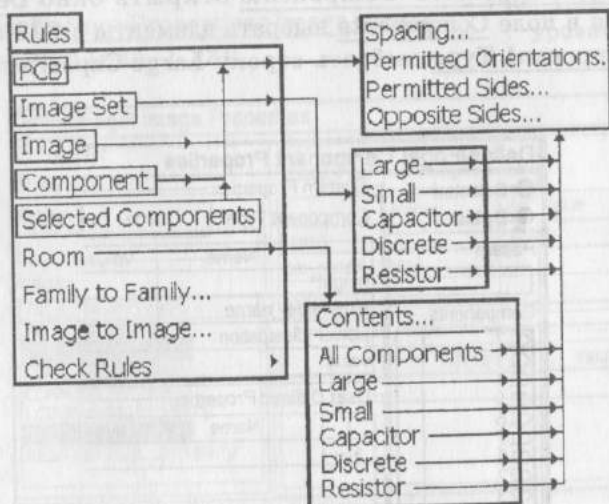 Rules
PCB
Image Set
Image
Component
Selected Components
Room
Family to Family...
Image to Image...
Check Rules
Spacing...
Permitted Orientations.
Permitted Sides...
Opposite Sides...
Large
Small
Capacitor
Discrete
Resistor
Contents...
All Components
Large
Small
Capacitor
Discrete
Resistor